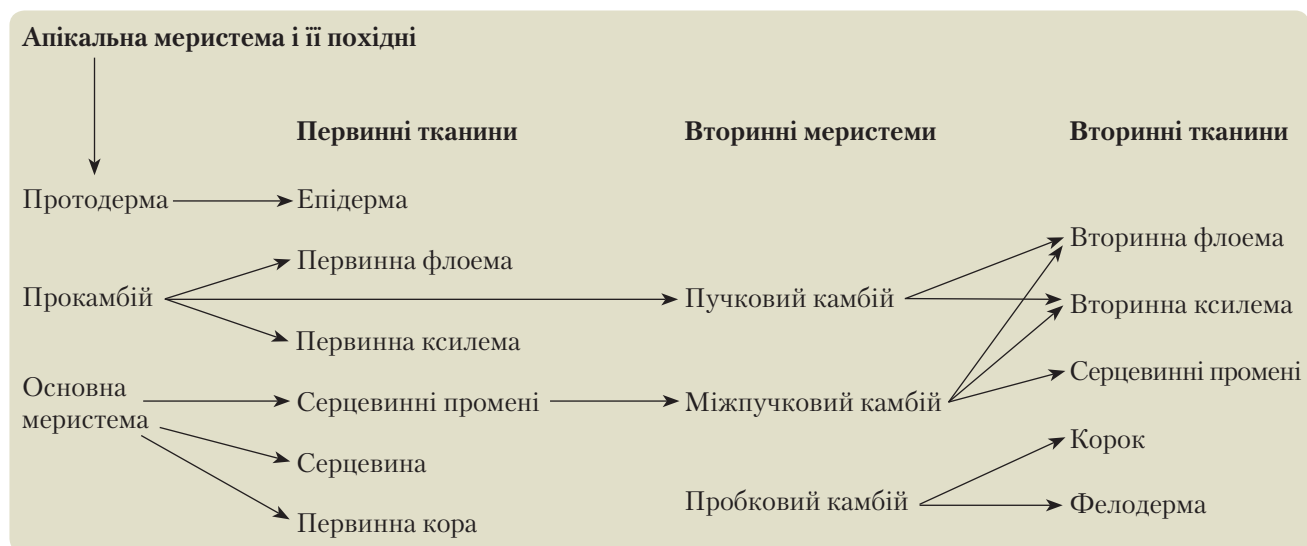 Апікальна меристема і її похідні
Первинні тканини
Вторинні меристеми
Вторинні тканини
Протодерма
Епідерма
Вторинна флоема
Первинна флоема
Прокамбій
Пучковий камбій
Вторинна ксилема
Первинна ксилема
Серцевинні промені
Основна
меристема
Серцевинні промені
Міжпучковий камбій
Корок
Серцевина
Пробковий камбій
Фелодерма
Первинна кора